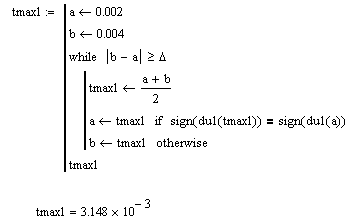 tmax1 := a ← 0.002
b ← 0.004
while |b − a| ≥ Δ
tmax1 ← (a + b)/2
a ← tmax1 if sign(du1(tmax1)) = sign(du1(a))
b ← tmax1 otherwise
tmax1
tmax1 = 3.148 × 10^−3